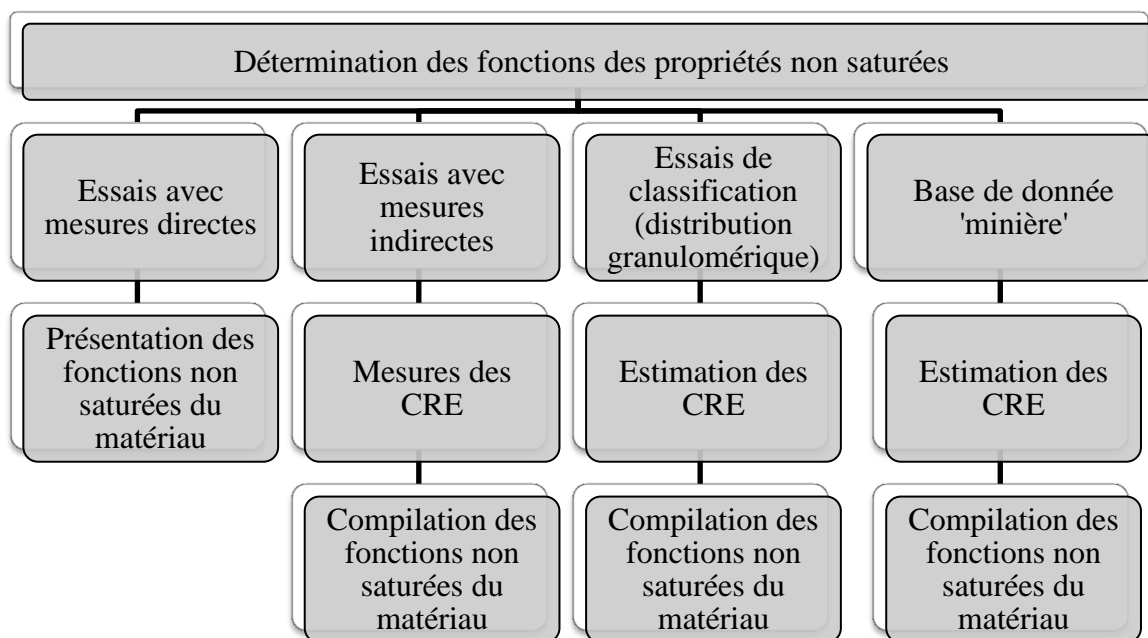 Détermination des fonctions des propriétés non saturées
Essais avec
mesures directes
Essais avec
mesures
indirectes
Essais de
classification
(distribution
granulomérique)
Base de donnée
'minière'
Présentation des
fonctions non
saturées du
matériau
Mesures des
CRE
Estimation des
CRE
Estimation des
CRE
Compilation des
fonctions non
saturées du
matériau
Compilation des
fonctions non
saturées du
matériau
Compilation des
fonctions non
saturées du
matériau